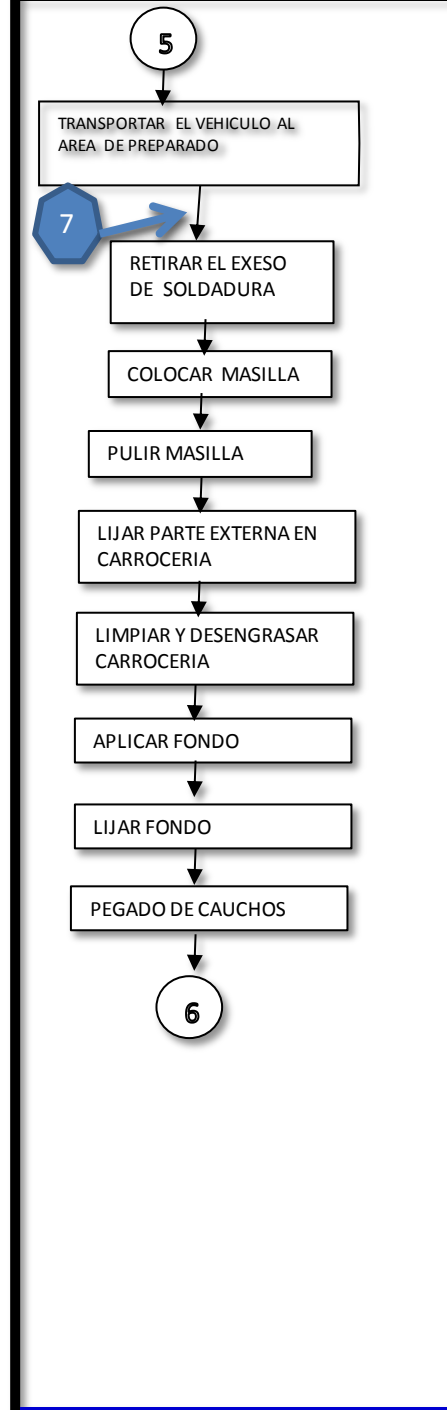 5
TRANSPORTAR EL VEHICULO AL
AREA DE PREPARADO
7
RETIRAR EL EXESO
DE SOLDADURA
COLOCAR MASILLA
PULIR MASILLA
LIJAR PARTE EXTERNA EN
CARROCERIA
LIMPIAR Y DESENGRASAR
CARROCERIA
APLICAR FONDO
LIJAR FONDO
PEGADO DE CAUCHOS
6